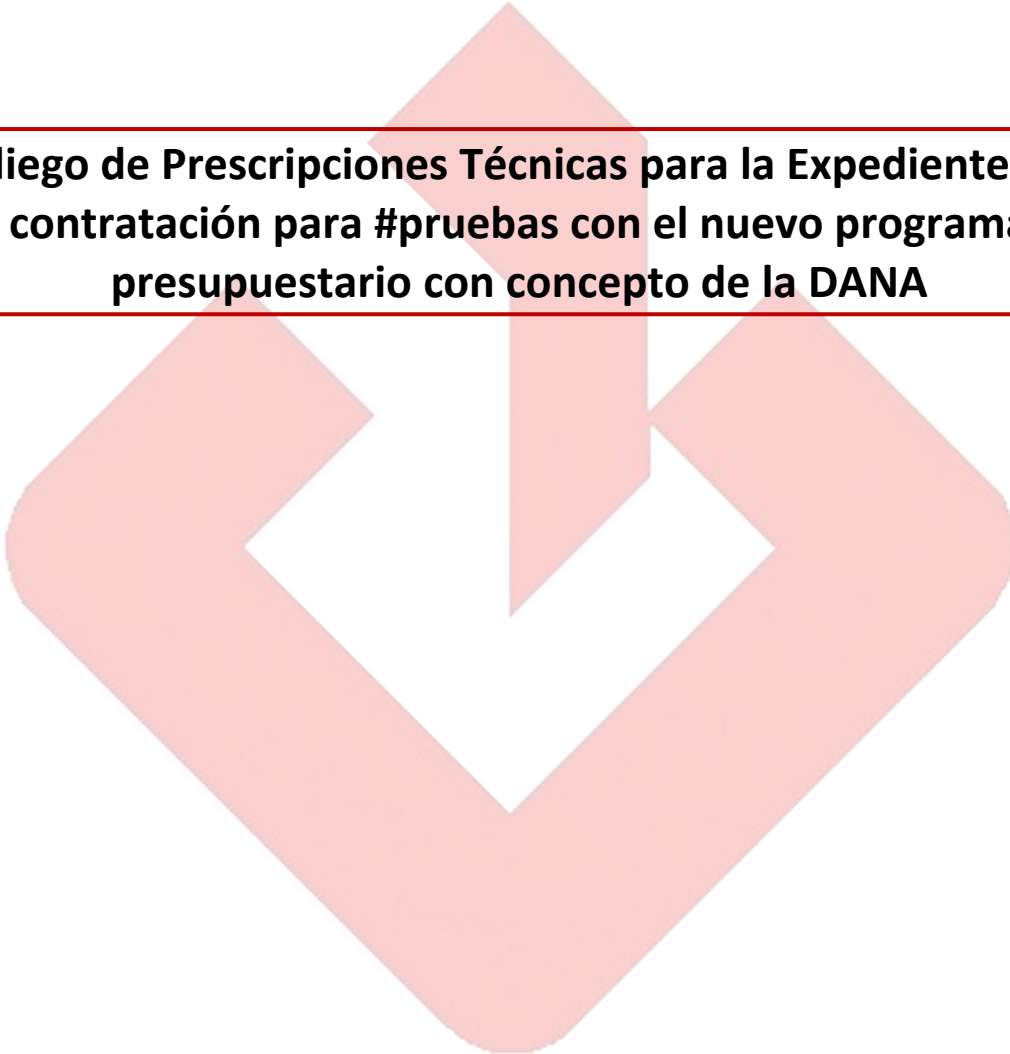 liego de Prescripciones Técnicas para la Expediente
contratación para #pruebas con el nuevo programa
presupuestario con concepto de la DANA